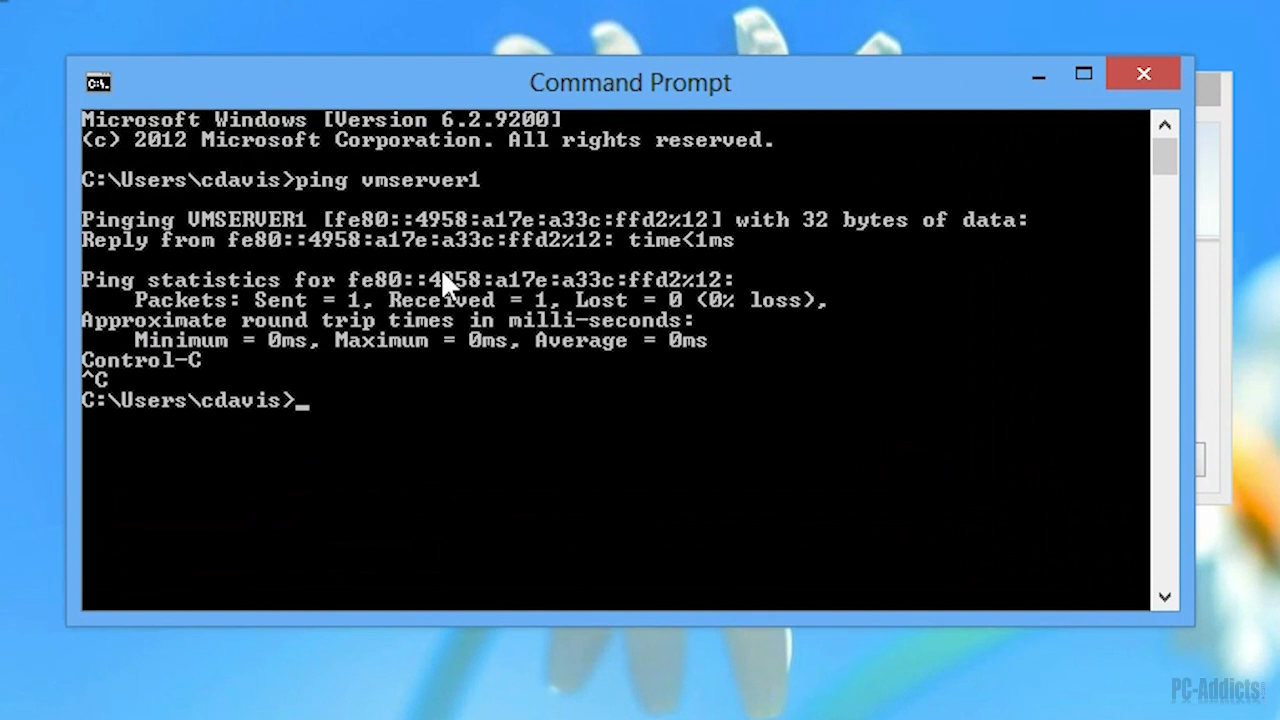 Command Prompt
Microsoft Windows [Version 6.2.9200]
(c) 2012 Microsoft Corporation. All rights reserved.
C:\Users\cdavis>ping vmserver1
Pinging VMSERVER1 [fe80::4958:a17e:a33c:ffd2%12] with 32 bytes of data:
Reply from fe80::4958:a17e:a33c:ffd2%12: time<1ms
Ping statistics for fe80::4958:a17e:a33c:ffd2%12:
Packets: Sent = 1, Received = 1, Lost = 0 (0% loss),
Approximate round trip times in milli-seconds:
Minimum = 0ms, Maximum = 0ms, Average = 0ms
Control-C
^C
C:\Users\cdavis>_
PC-Addicts